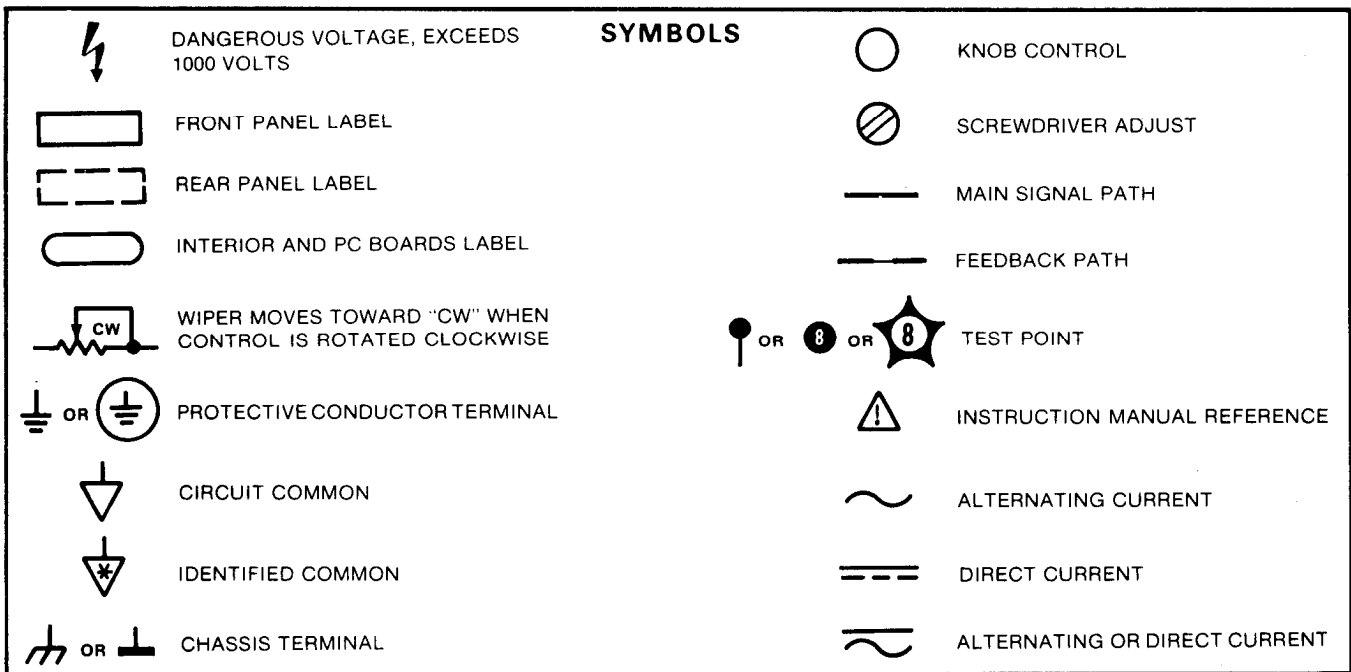 SYMBOLS
DANGEROUS VOLTAGE, EXCEEDS
1000 VOLTS
FRONT PANEL LABEL
REAR PANEL LABEL
INTERIOR AND PC BOARDS LABEL
CW
WIPER MOVES TOWARD "CW" WHEN
CONTROL IS ROTATED CLOCKWISE
OR
PROTECTIVE CONDUCTOR TERMINAL
CIRCUIT COMMON
*
IDENTIFIED COMMON
OR
CHASSIS TERMINAL
KNOB CONTROL
SCREWDRIVER ADJUST
MAIN SIGNAL PATH
FEEDBACK PATH
OR 8 OR 8 TEST POINT
!
INSTRUCTION MANUAL REFERENCE
ALTERNATING CURRENT
DIRECT CURRENT
ALTERNATING OR DIRECT CURRENT